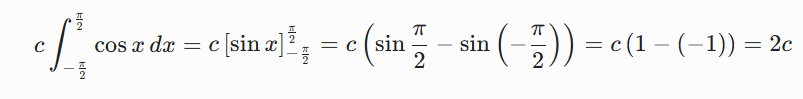 c ∫_{-π/2}^{π/2} cos x dx = c [sin x]_{-π/2}^{π/2} = c (sin π/2 − sin (−π/2)) = c (1 − (−1)) = 2c